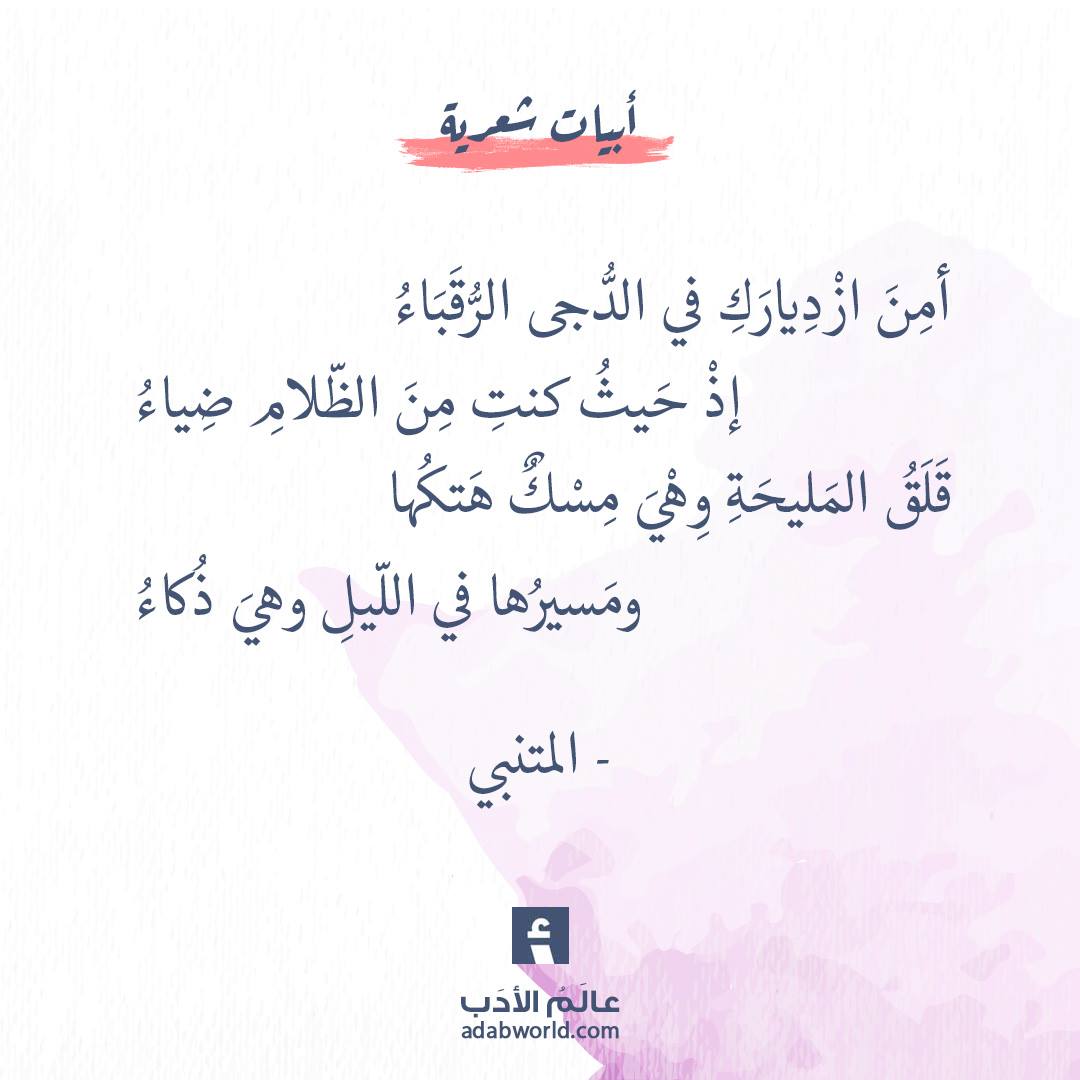 أبيات شعرية
أمِنَ ازْدِيارَكِ في الدُّجى الرُّقَبَاءُ
إذْ حَيثُ كنتِ مِنَ الظّلامِ ضِياءُ
قَلَقُ المَليحَةِ وِهْيَ مِسْكٌ هَتكُها
ومَسيرُها في اللّيلِ وهيَ ذُكاءُ
- المتنبي
أ
عالَمُ الأدَب
adabworld.com